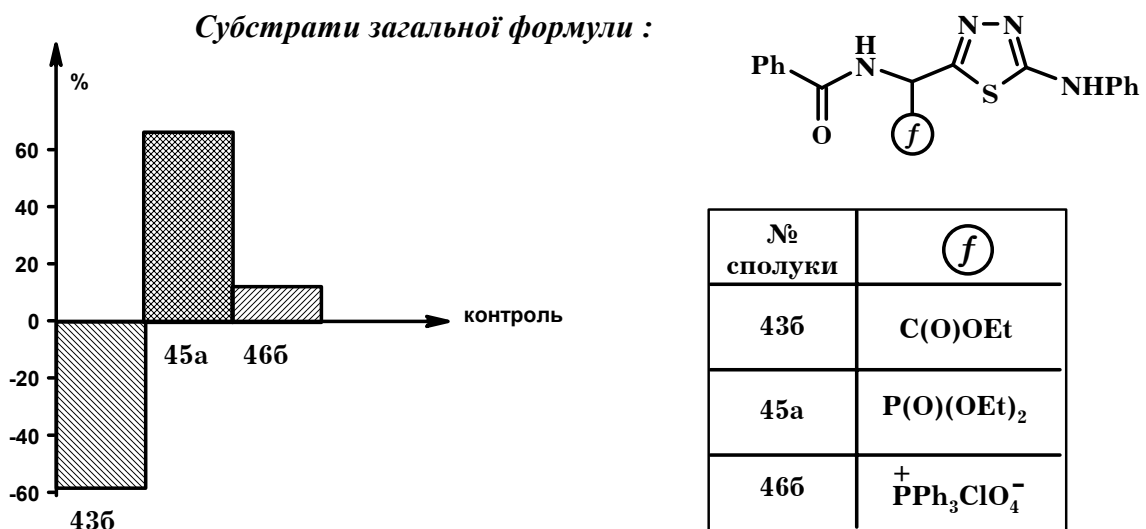 Субстрати загальної формули :
%
60
40
20
0
-20
-40
-60
контроль
43б
45а
46б
Ph
H
N
O
N
N
S
NHPh
f
№
сполуки
f
43б
C(O)OEt
45а
P(O)(OEt)₂
46б
+
PPh₃ClO₄⁻